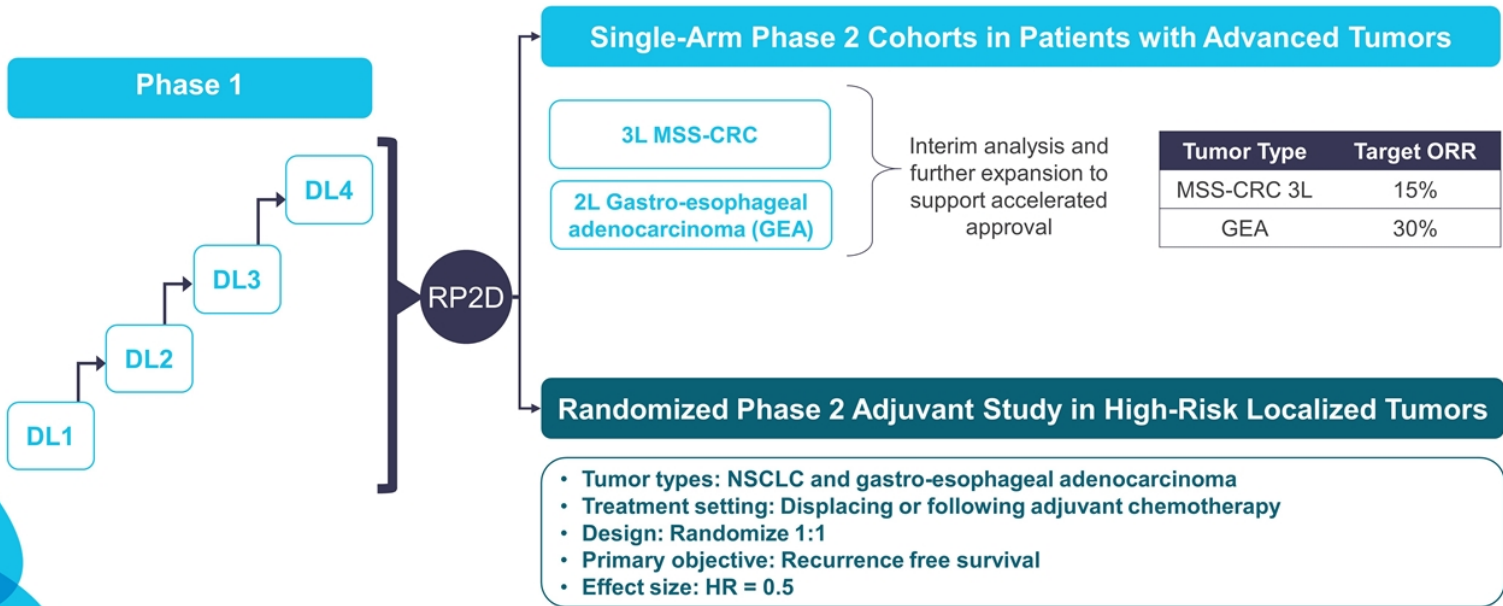 Phase 1
DL1
DL2
DL3
DL4
RP2D
Single-Arm Phase 2 Cohorts in Patients with Advanced Tumors
3L MSS-CRC
2L Gastro-esophageal
adenocarcinoma (GEA)
Interim analysis and
further expansion to
support accelerated
approval
Tumor Type Target ORR
MSS-CRC 3L 15%
GEA 30%
Randomized Phase 2 Adjuvant Study in High-Risk Localized Tumors
• Tumor types: NSCLC and gastro-esophageal adenocarcinoma
• Treatment setting: Displacing or following adjuvant chemotherapy
• Design: Randomize 1:1
• Primary objective: Recurrence free survival
• Effect size: HR = 0.5